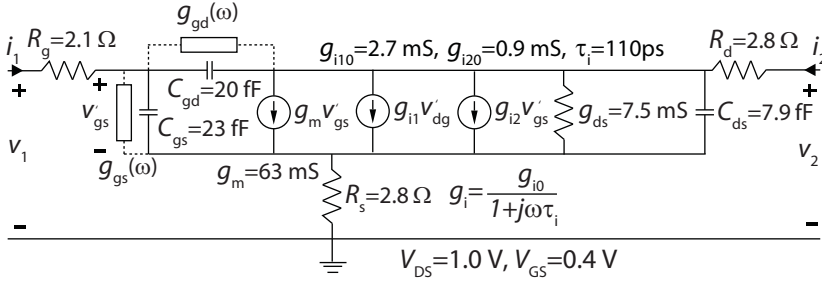 g_gd(ω)
i_1
R_g=2.1 Ω
g_i10=2.7 mS, g_i20=0.9 mS, τ_i=110ps
R_d=2.8 Ω
i_2
+
+
+
C_gd=20 fF
v'_gs
C_gs=23 fF
g_m v'_gs
g_i1 v'_dg
g_i2 v'_gs
g_ds=7.5 mS
C_ds=7.9 fF
v_1
v_2
−
g_gs(ω)
g_m=63 mS
R_s=2.8 Ω
g_i= g_i0
1+jωτ_i
−
−
V_DS=1.0 V, V_GS=0.4 V